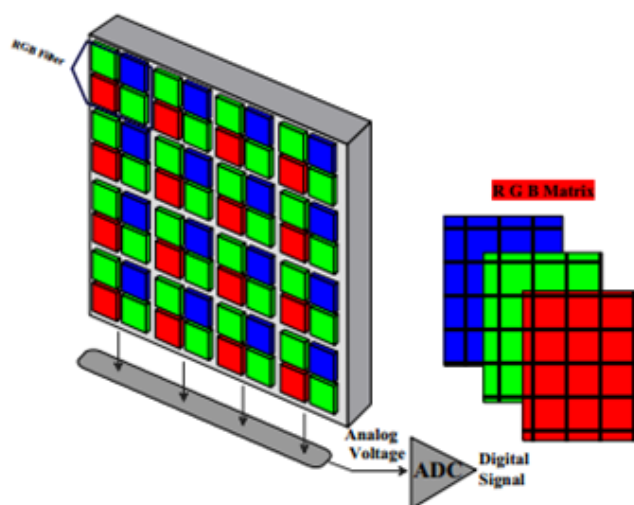 RGB Filter
R G B Matrix
Analog
Voltage
ADC
Digital
Signal